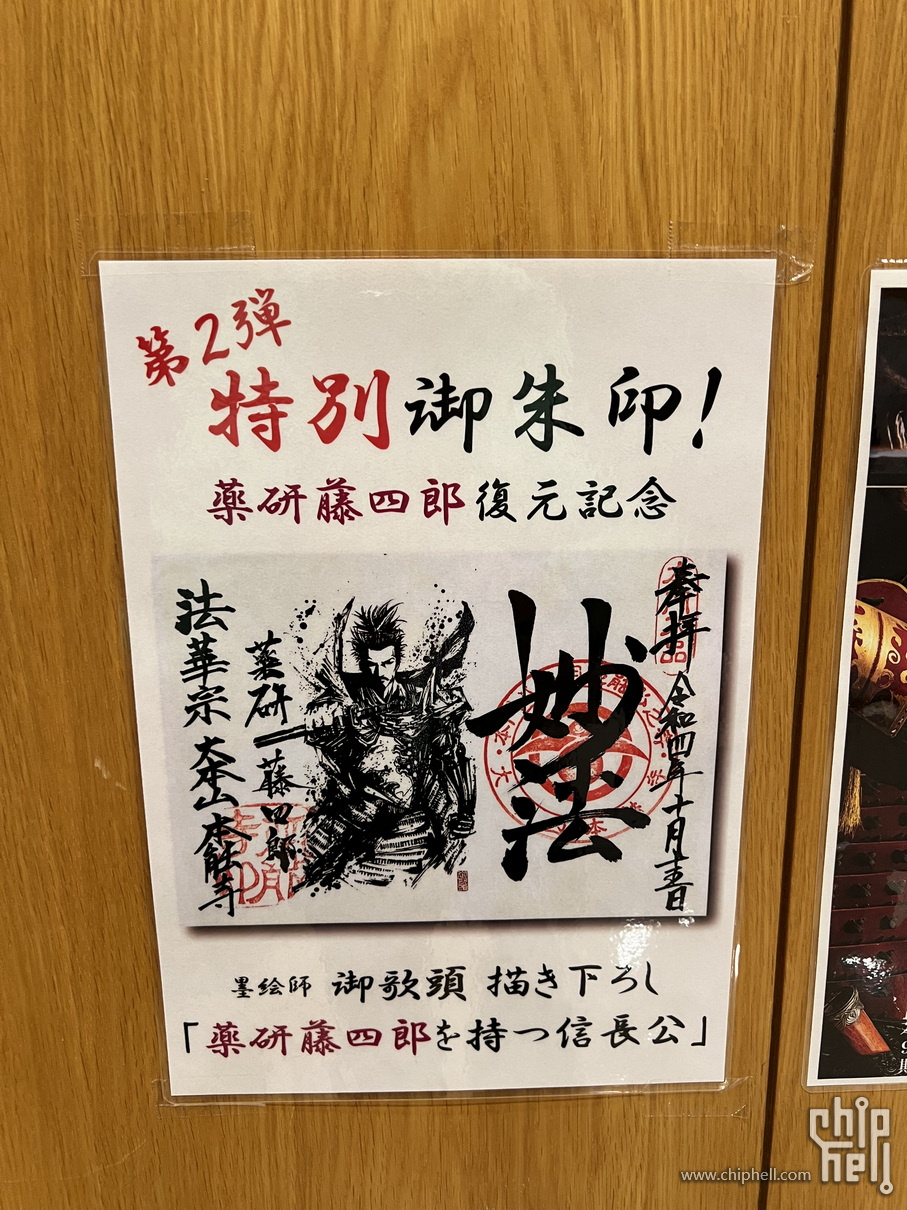 第2弾
特別御朱印!
薬研藤四郎復元記念
奉拝
令和四年十月吉日
妙法
薬研藤四郎
法華宗 大本山 本能寺
墨絵師 御歌頭 描き下ろし
「薬研藤四郎を持つ信長公」
www.chiphell.com
chip
hell